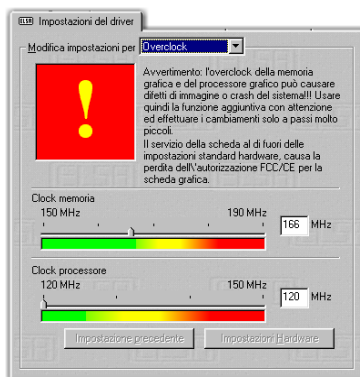 ELSA Impostazioni del driver
Modifica impostazioni per Overclock
Avvertimento: l'overclock della memoria
grafica e del processore grafico può causare
difetti di immagine o crash del sistema!!! Usare
quindi la funzione aggiuntiva con attenzione
ed effettuare i cambiamenti solo a passi molto
piccoli.
Il servizio della scheda al di fuori delle
impostazioni standard hardware, causa la
perdita dell\'autorizzazione FCC/CE per la
scheda grafica.
Clock memoria
150 MHz 190 MHz
166 MHz
Clock processore
120 MHz 150 MHz
120 MHz
Impostazione precedente Impostazioni Hardware